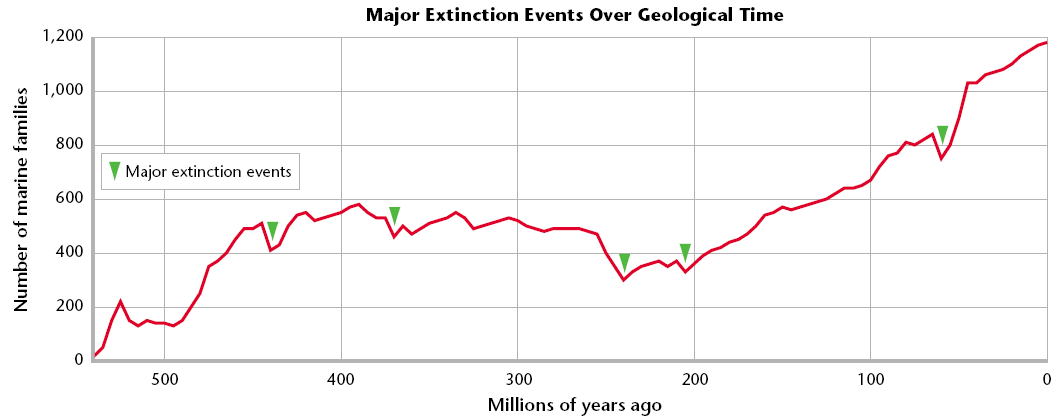 Major Extinction Events Over Geological Time
1,200
1,000
800
600
400
200
0
Number of marine families
Major extinction events
500 400 300 200 100 0
Millions of years ago